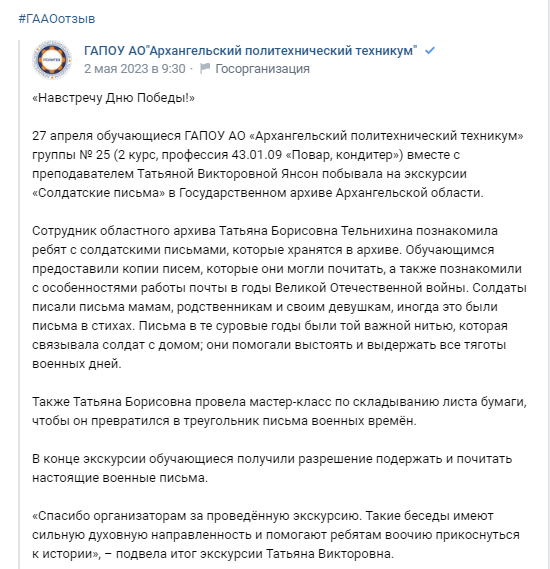 #ГААОотзыв
ГАПОУ АО"Архангельский политехнический техникум"
2 мая 2023 в 9:30 · Госорганизация
«Навстречу Дню Победы!»
27 апреля обучающиеся ГАПОУ АО «Архангельский политехнический техникум»
группы № 25 (2 курс, профессия 43.01.09 «Повар, кондитер») вместе с
преподавателем Татьяной Викторовной Янсон побывала на экскурсии
«Солдатские письма» в Государственном архиве Архангельской области.
Сотрудник областного архива Татьяна Борисовна Тельнихина познакомила
ребят с солдатскими письмами, которые хранятся в архиве. Обучающимся
предоставили копии писем, которые они могли почитать, а также познакомили
с особенностями работы почты в годы Великой Отечественной войны. Солдаты
писали письма мамам, родственникам и своим девушкам, иногда это были
письма в стихах. Письма в те суровые годы были той важной нитью, которая
связывала солдат с домом; они помогали выстоять и выдержать все тяготы
военных дней.
Также Татьяна Борисовна провела мастер-класс по складыванию листа бумаги,
чтобы он превратился в треугольник письма военных времён.
В конце экскурсии обучающиеся получили разрешение подержать и почитать
настоящие военные письма.
«Спасибо организаторам за проведённую экскурсию. Такие беседы имеют
сильную духовную направленность и помогают ребятам воочию прикоснуться
к истории», – подвела итог экскурсии Татьяна Викторовна.